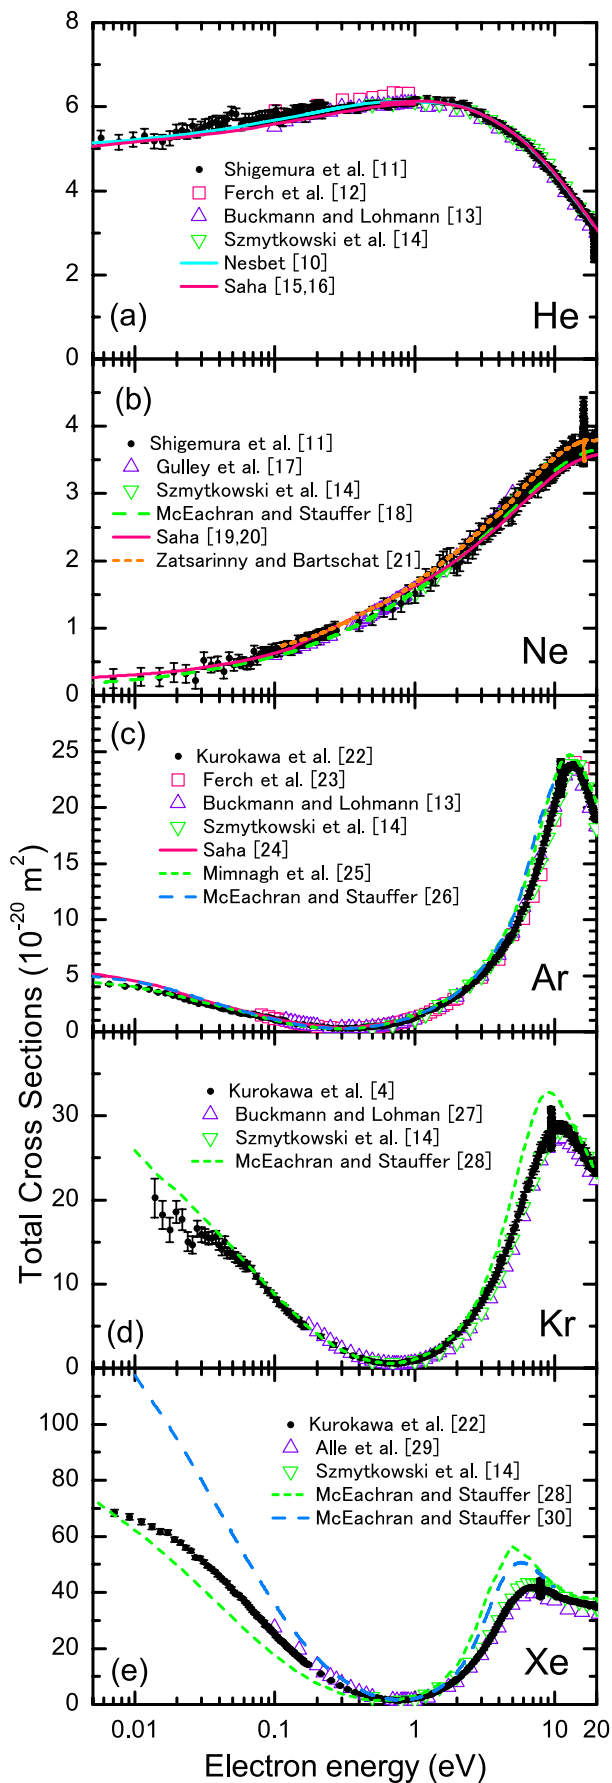 8
6
4
2
0
Shigemura et al. [11]
Ferch et al. [12]
Buckmann and Lohmann [13]
Szmytkowski et al. [14]
Nesbet [10]
Saha [15,16]
(a)
He
(b)
4
3
2
1
0
Shigemura et al. [11]
Gulley et al. [17]
Szmytkowski et al. [14]
McEachran and Stauffer [18]
Saha [19,20]
Zatsarinny and Bartschat [21]
Ne
(c)
25
20
15
10
5
0
Kurokawa et al. [22]
Ferch et al. [23]
Buckmann and Lohmann [13]
Szmytkowski et al. [14]
Saha [24]
Mimnagh et al. [25]
McEachran and Stauffer [26]
Ar
Total Cross Sections (10⁻²⁰ m²)
30
20
10
0
Kurokawa et al. [4]
Buckmann and Lohman [27]
Szmytkowski et al. [14]
McEachran and Stauffer [28]
(d)
Kr
100
80
60
40
20
0
Kurokawa et al. [22]
Alle et al. [29]
Szmytkowski et al. [14]
McEachran and Stauffer [28]
McEachran and Stauffer [30]
(e)
Xe
0.01 0.1 1 10 20
Electron energy (eV)